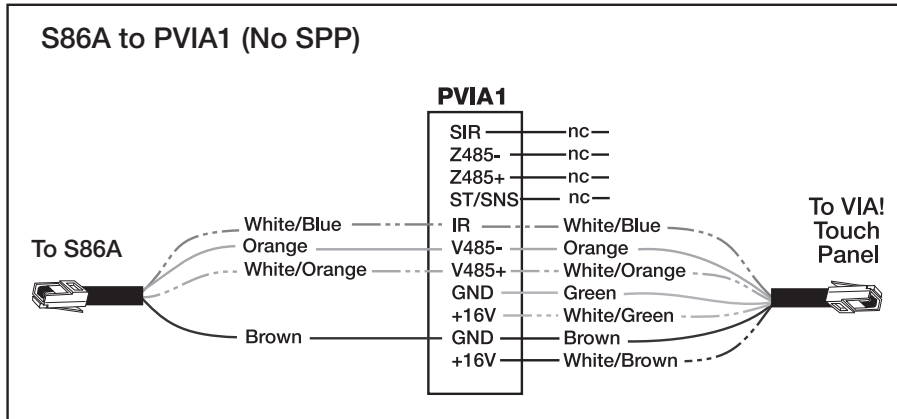 S86A to PVIA1 (No SPP)
PVIA1
SIR nc
Z485- nc
Z485+ nc
ST/SNS nc
White/Blue IR White/Blue
Orange V485- Orange
White/Orange V485+ White/Orange
GND Green
+16V White/Green
Brown GND Brown
+16V White/Brown
To S86A
To VIA!
Touch
Panel